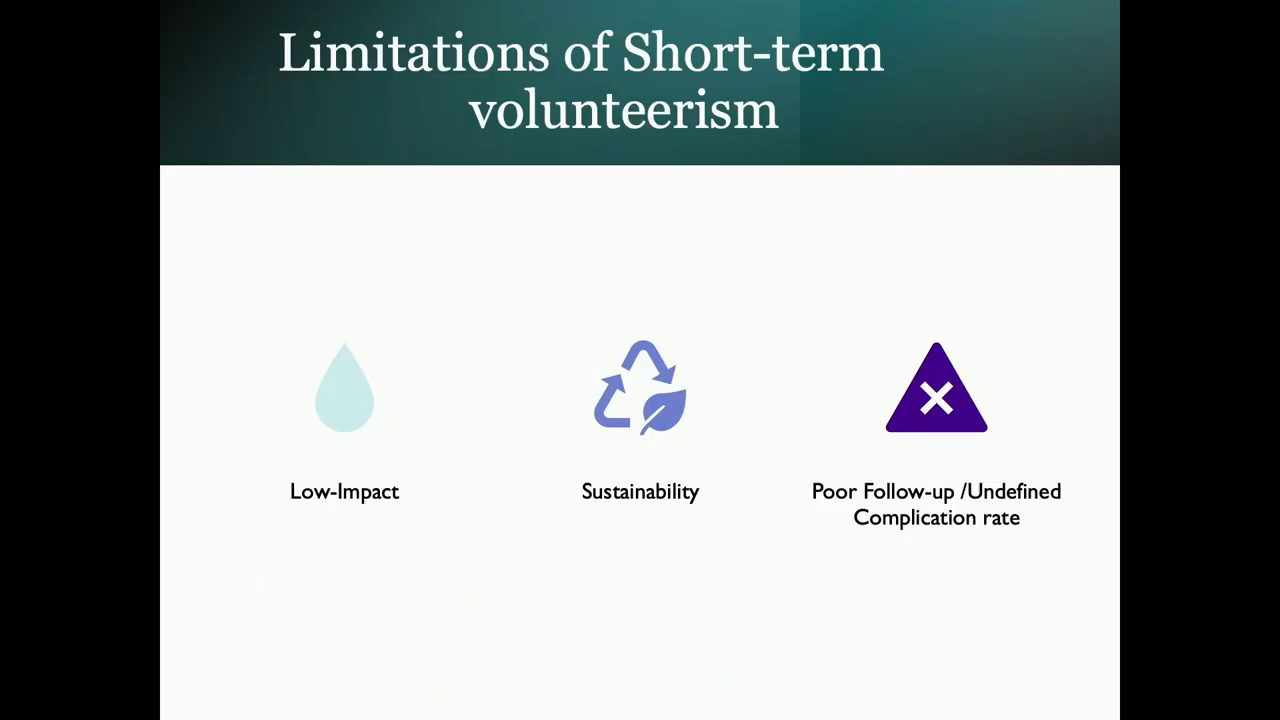 Limitations of Short-term
volunteerism
Low-Impact
Sustainability
Poor Follow-up /Undefined
Complication rate